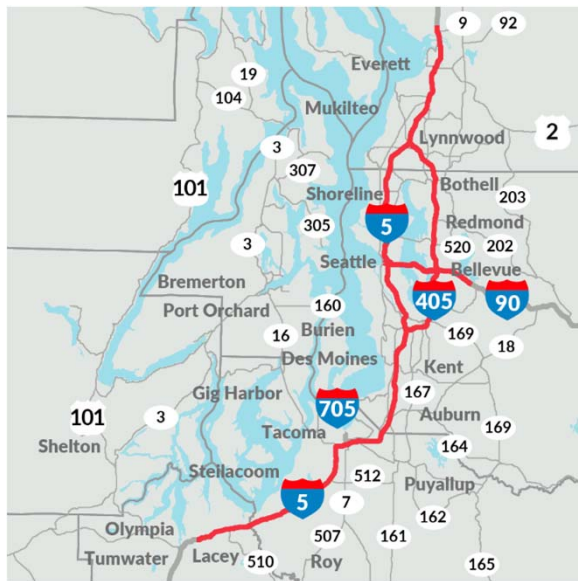 9
92
Everett
19
104
Mukilteo
Lynnwood
2
3
307
101
Bothell
203
Shoreline
5
Redmond
305
520
202
3
Seattle
Bellevue
Bremerton
405
90
160
Port Orchard
16
Burien
169
18
Des Moines
Kent
Gig Harbor
705
167
Auburn
101
3
169
Tacoma
Shelton
164
Steilacoom
512
Puyallup
5
7
162
Olympia
507
161
Tumwater
Lacey
510
Roy
165